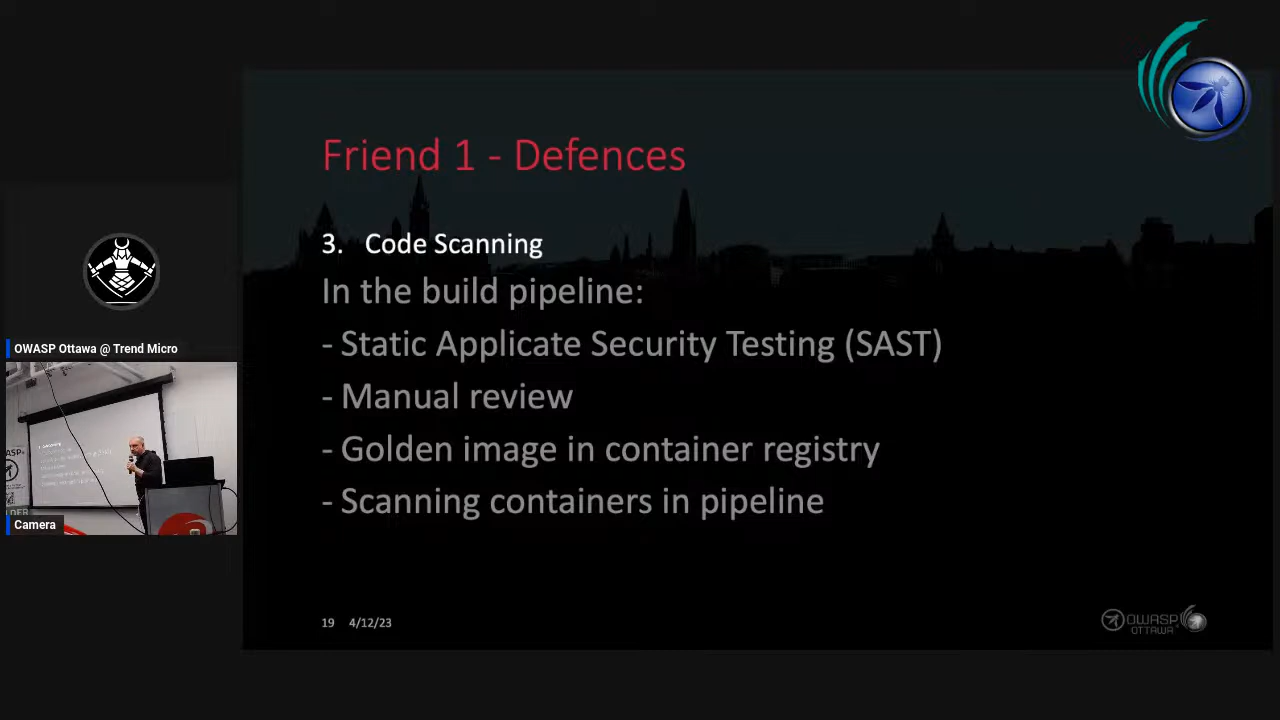 Friend 1 - Defences
3. Code Scanning
In the build pipeline:
- Static Applicate Security Testing (SAST)
- Manual review
- Golden image in container registry
- Scanning containers in pipeline
19 4/12/23
OWASP
OTTAWA
OWASP Ottawa @ Trend Micro
Camera